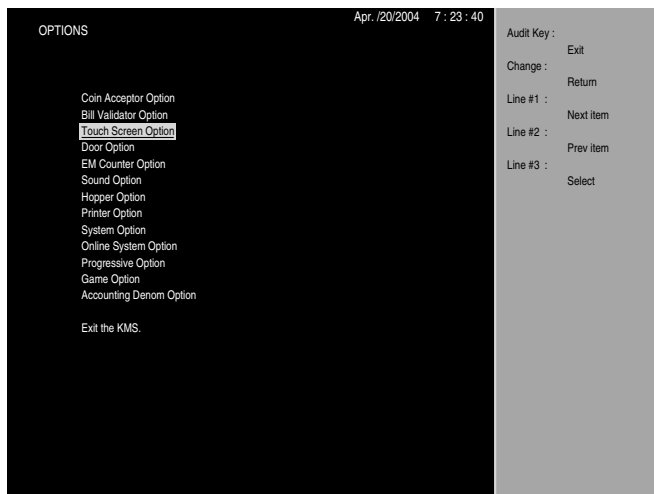 Apr. /20/2004 7 : 23 : 40
OPTIONS
Coin Acceptor Option
Bill Validator Option
Touch Screen Option
Door Option
EM Counter Option
Sound Option
Hopper Option
Printer Option
System Option
Online System Option
Progressive Option
Game Option
Accounting Denom Option
Exit the KMS.
Audit Key :
Exit
Change :
Return
Line #1 :
Next item
Line #2 :
Prev item
Line #3 :
Select